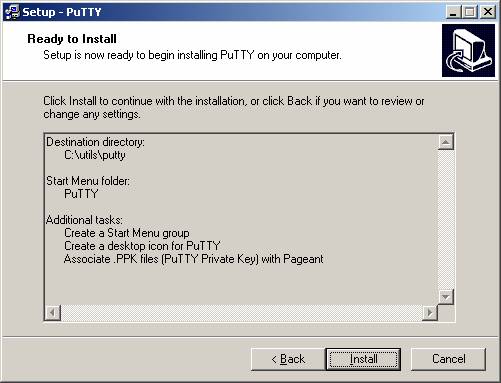 Setup - PuTTY
Ready to Install
Setup is now ready to begin installing PuTTY on your computer.
Click Install to continue with the installation, or click Back if you want to review or
change any settings.
Destination directory:
C:\utils\putty
Start Menu folder:
PuTTY
Additional tasks:
Create a Start Menu group
Create a desktop icon for PuTTY
Associate .PPK files (PuTTY Private Key) with Pageant
< Back
Install
Cancel